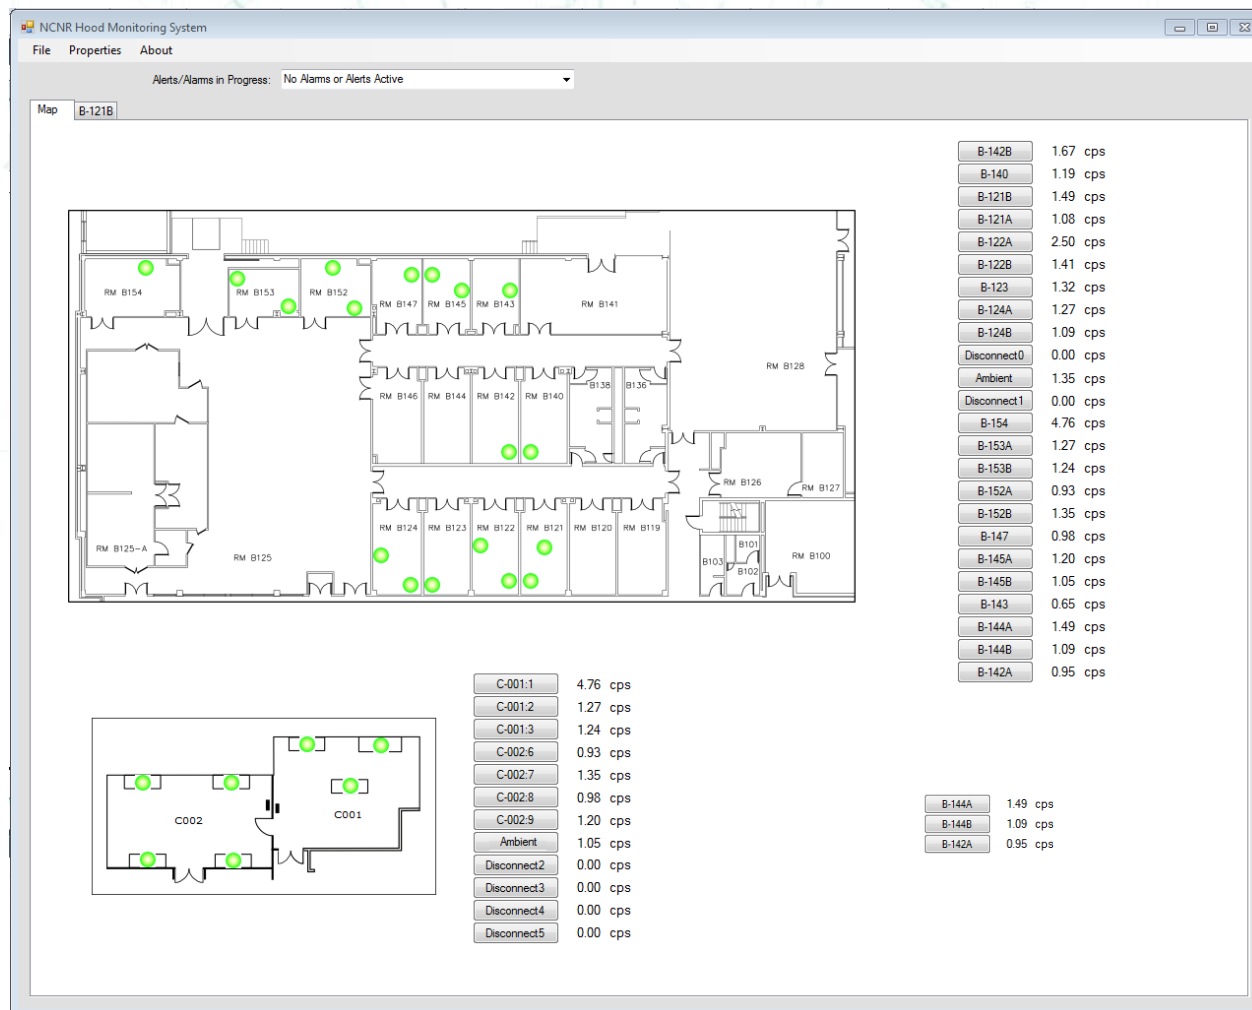 NCNR Hood Monitoring System
File Properties About
Alerts/Alarms in Progress: No Alarms or Alerts Active
Map B-121B
B-142B 1.67 cps
B-140 1.19 cps
B-121B 1.49 cps
B-121A 1.08 cps
B-122A 2.50 cps
B-122B 1.41 cps
B-123 1.32 cps
B-124A 1.27 cps
B-124B 1.09 cps
Disconnect0 0.00 cps
Ambient 1.35 cps
Disconnect1 0.00 cps
B-154 4.76 cps
B-153A 1.27 cps
B-153B 1.24 cps
B-152A 0.93 cps
B-152B 1.35 cps
B-147 0.98 cps
B-145A 1.20 cps
B-145B 1.05 cps
B-143 0.65 cps
B-144A 1.49 cps
B-144B 1.09 cps
B-142A 0.95 cps
RM B154 RM B153 RM B152 RM B147 RM B145 RM B143 RM B141
RM B128
RM B146 RM B144 RM B142 RM B140 B138 B136
RM B126 RM B127
RM B124 RM B123 RM B122 RM B121 RM B120 RM B119
RM B125-A RM B125 B103 B101 RM B100
B102
C-001:1 4.76 cps
C-001:2 1.27 cps
C-001:3 1.24 cps
C-002:6 0.93 cps
C-002:7 1.35 cps
C-002:8 0.98 cps
C-002:9 1.20 cps
Ambient 1.05 cps
Disconnect2 0.00 cps
Disconnect3 0.00 cps
Disconnect4 0.00 cps
Disconnect5 0.00 cps
C002 C001
B-144A 1.49 cps
B-144B 1.09 cps
B-142A 0.95 cps